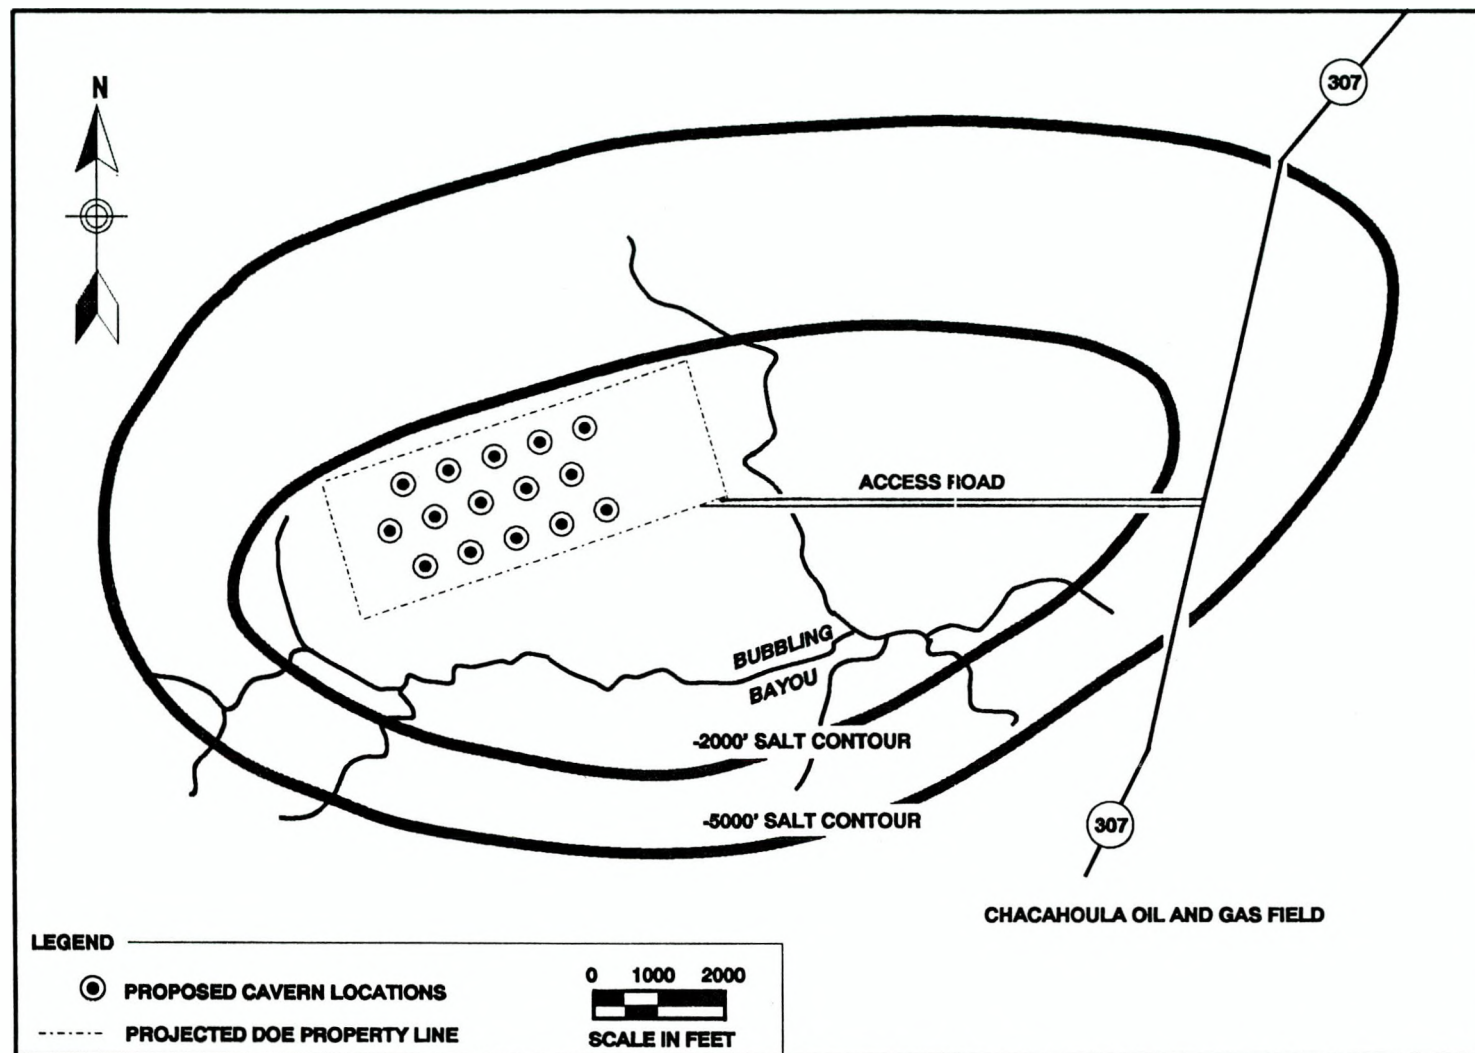 N
307
ACCESS ROAD
BUBBLING
BAYOU
-2000' SALT CONTOUR
-5000' SALT CONTOUR
307
CHACAHOULA OIL AND GAS FIELD
LEGEND
PROPOSED CAVERN LOCATIONS
PROJECTED DOE PROPERTY LINE
0 1000 2000
SCALE IN FEET